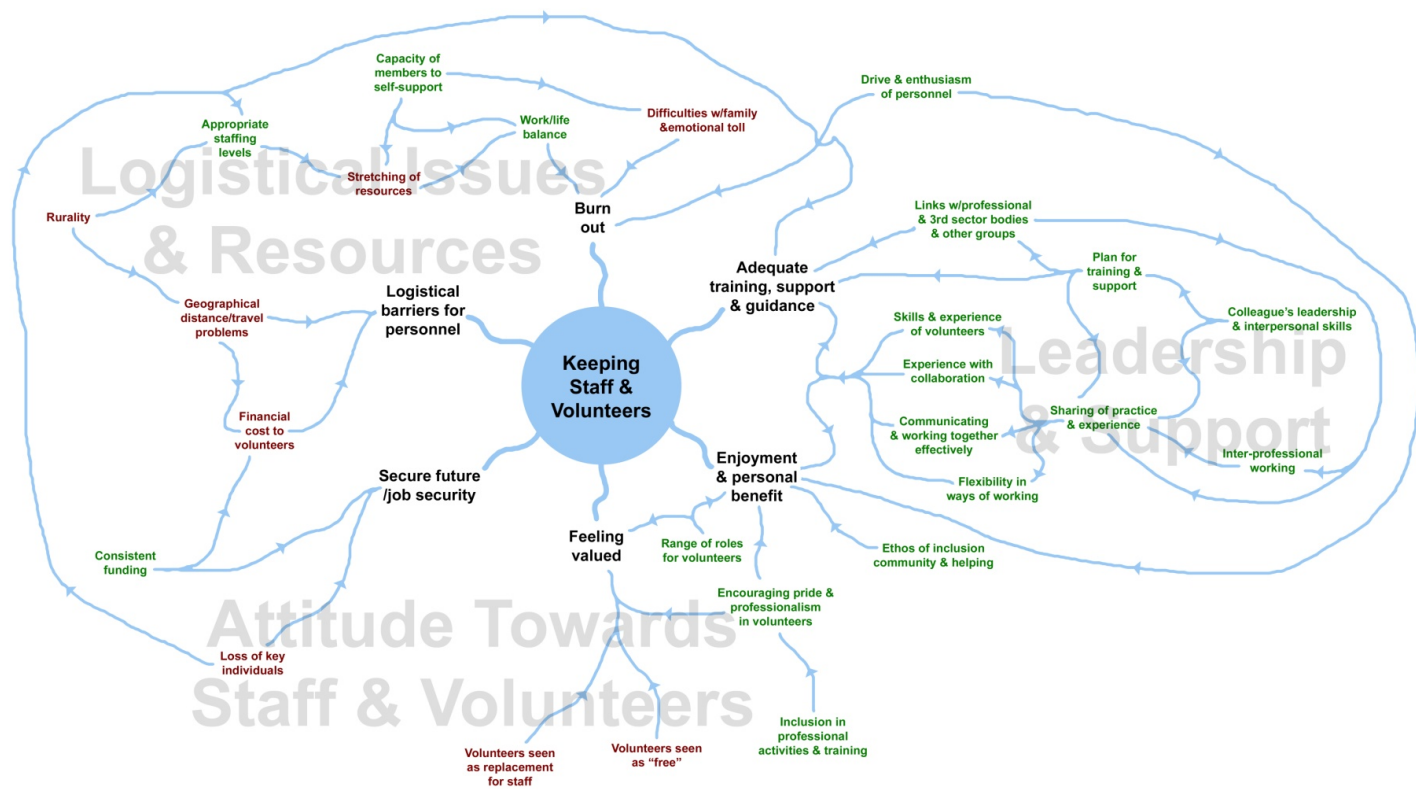 Capacity of
members to
self-support
Drive & enthusiasm
of personnel
Difficulties w/family
&emotional toll
Work/life
balance
Appropriate
staffing
levels
Logistical Issues
& Resources
Stretching of
resources
Rurality
Burn
out
Links w/professional
& 3rd sector bodies
& other groups
Plan for
training &
support
Adequate
training, support
& guidance
Logistical
barriers for
personnel
Geographical
distance/travel
problems
Colleague's leadership
& interpersonal skills
Skills & experience
of volunteers
Leadership
& Support
Keeping
Staff &
Volunteers
Experience with
collaboration
Financial
cost to
volunteers
Communicating
& working together
effectively
Sharing of practice
& experience
Inter-professional
working
Flexibility in
ways of working
Enjoyment
& personal
benefit
Secure future
/job security
Feeling
valued
Range of roles
for volunteers
Ethos of inclusion
community & helping
Consistent
funding
Encouraging pride &
professionalism
in volunteers
Attitude Towards
Staff & Volunteers
Loss of key
individuals
Inclusion in
professional
activities & training
Volunteers seen
as replacement
for staff
Volunteers seen
as “free”